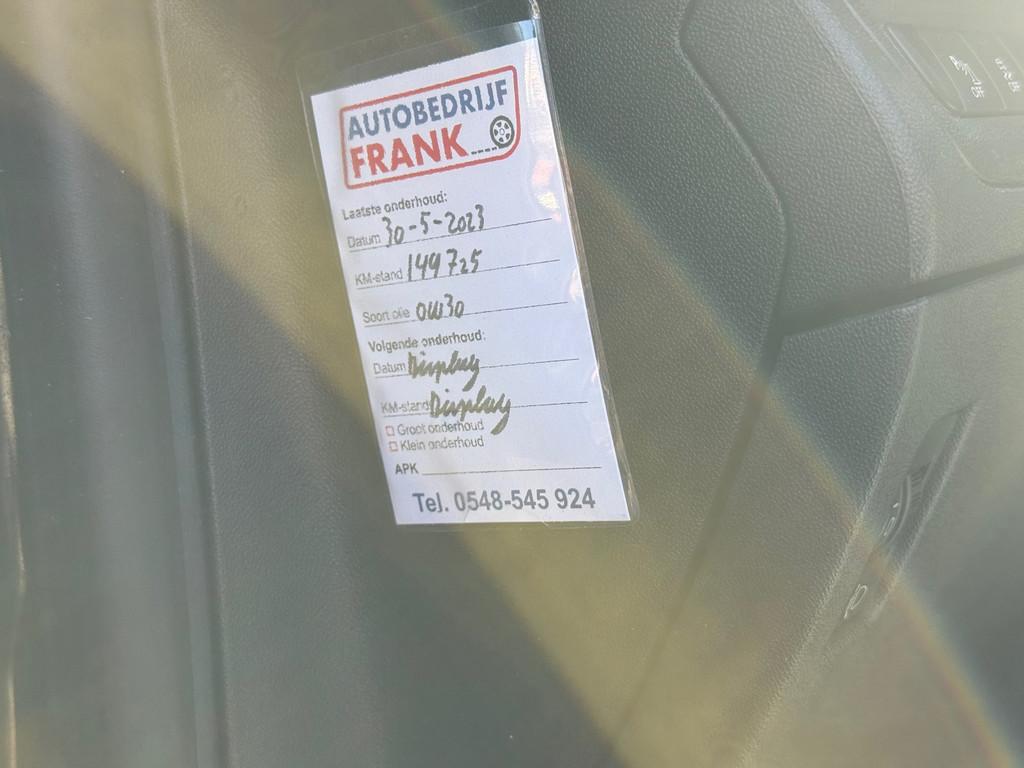 AUTOBEDRIJF
FRANK
Laatste onderhoud:
Datum 30-5-2023
KM-stand 149725
Soort olie 0W30
Volgende onderhoud:
Datum Display
KM-stand Display
Groot onderhoud
Klein onderhoud
APK
Tel. 0548-545 924